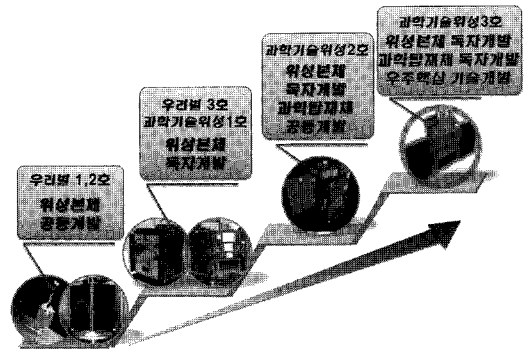 우리별 1,2호
위성본체
공동개발
우리별 3호
과학기술위성1호
위성본체
독자개발
과학기술위성2호
위성본체
독자개발
과학탑재체
공동개발
과학기술위성3호
위성본체 독자개발
과학탑재체 독자개발
우주핵심 기술개발